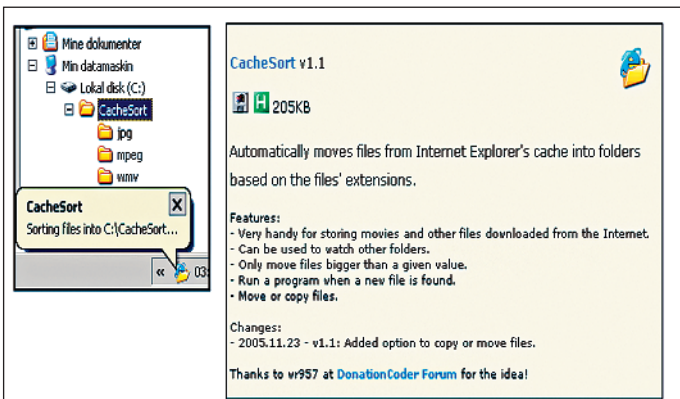 Mine dokumenter
Min datamaskin
Lokal disk (C:)
CacheSort
jpg
mpeg
wmv
CacheSort
Sorting files into C:\CacheSort...
« 03:
CacheSort v1.1
H 205KB
Automatically moves files from Internet Explorer's cache into folders
based on the files' extensions.
Features:
- Very handy for storing movies and other files downloaded from the Internet.
- Can be used to watch other folders.
- Only move files bigger than a given value.
- Run a program when a new file is found.
- Move or copy files.
Changes:
- 2005.11.23 - v1.1: Added option to copy or move files.
Thanks to vr957 at DonationCoder Forum for the idea!